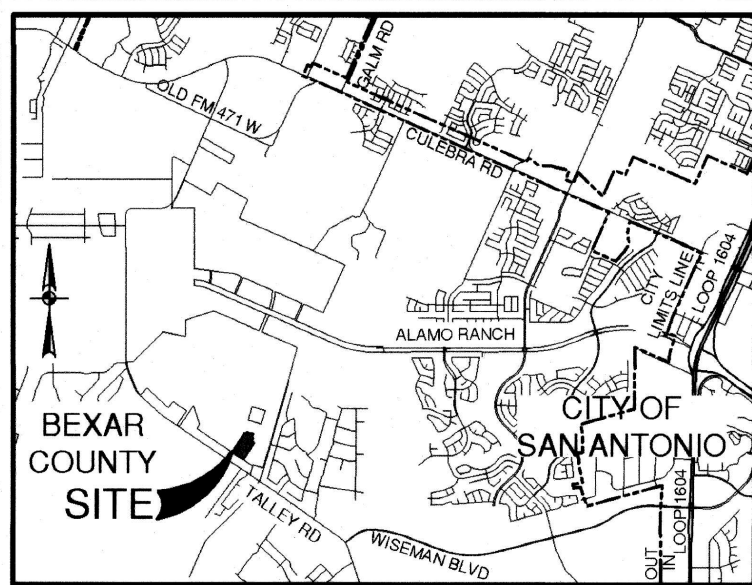 GALM RD
OLD FM 471 W
CULEBRA RD
CITY
LIMITS LINE
LOOP 1604
ALAMO RANCH
CITY OF
SAN ANTONIO
BEXAR
COUNTY
SITE
TALLEY RD
WISEMAN BLVD
OUT
IN
LOOP 1604